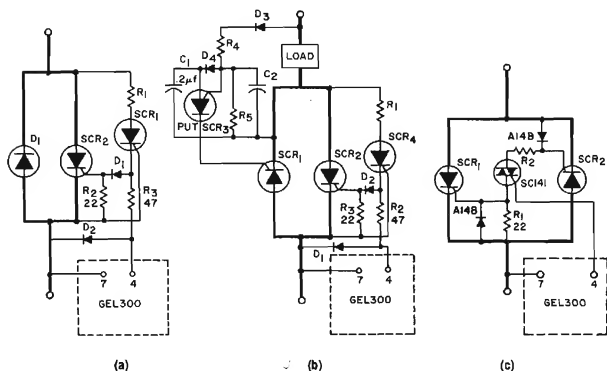 D1
SCR2
R1
SCR1
D1
R2
22
R3
47
D2
7
4
GEL300
(a)
D3
R4
C1
.2µf
D4
C2
LOAD
PUT SCR3
R5
R1
SCR4
SCR1
SCR2
D2
R3
22
R2
47
D1
7
4
GEL300
(b)
A14B
R2
SCR1
SC141
SCR2
A14B
R1
22
7
4
GEL300
(c)